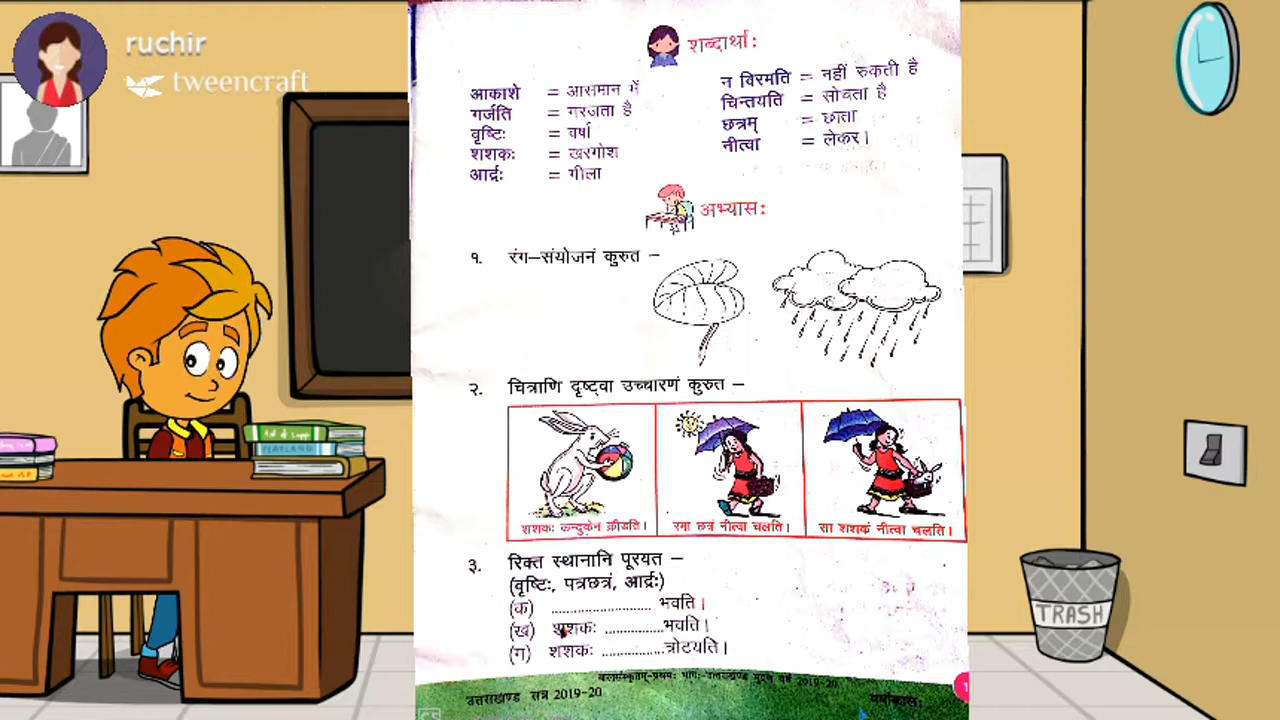 ruchir
tweencraft
शब्दार्थाः
आकाशे = आसमान में
गर्जति = गरजता है
वृष्टिः = वर्षा
शशकः = खरगोश
आर्द्रः = गीला
न विरमति = नहीं रुकती है
चिन्तयति = सोचता है
छत्रम् = छाता
नीत्वा = लेकर।
अभ्यासः
१. रंग–संयोजनं कुरुत –
२. चित्राणि दृष्ट्वा उच्चारणं कुरुत –
शशकः कन्दुकेन क्रीडति।
रमा छत्रं नीत्वा चलति।
सा शशकं नीत्वा चलति।
३. रिक्त स्थानानि पूरयत –
(वृष्टिः, पत्रछत्रं, आर्द्रः)
(क) ......................... भवति।
(ख) शशकः ...............भवति।
(ग) शशकः ................त्रोटयति।
उत्तराखण्ड सत्र 2019-20
वर्षाकालः
1
TRASH